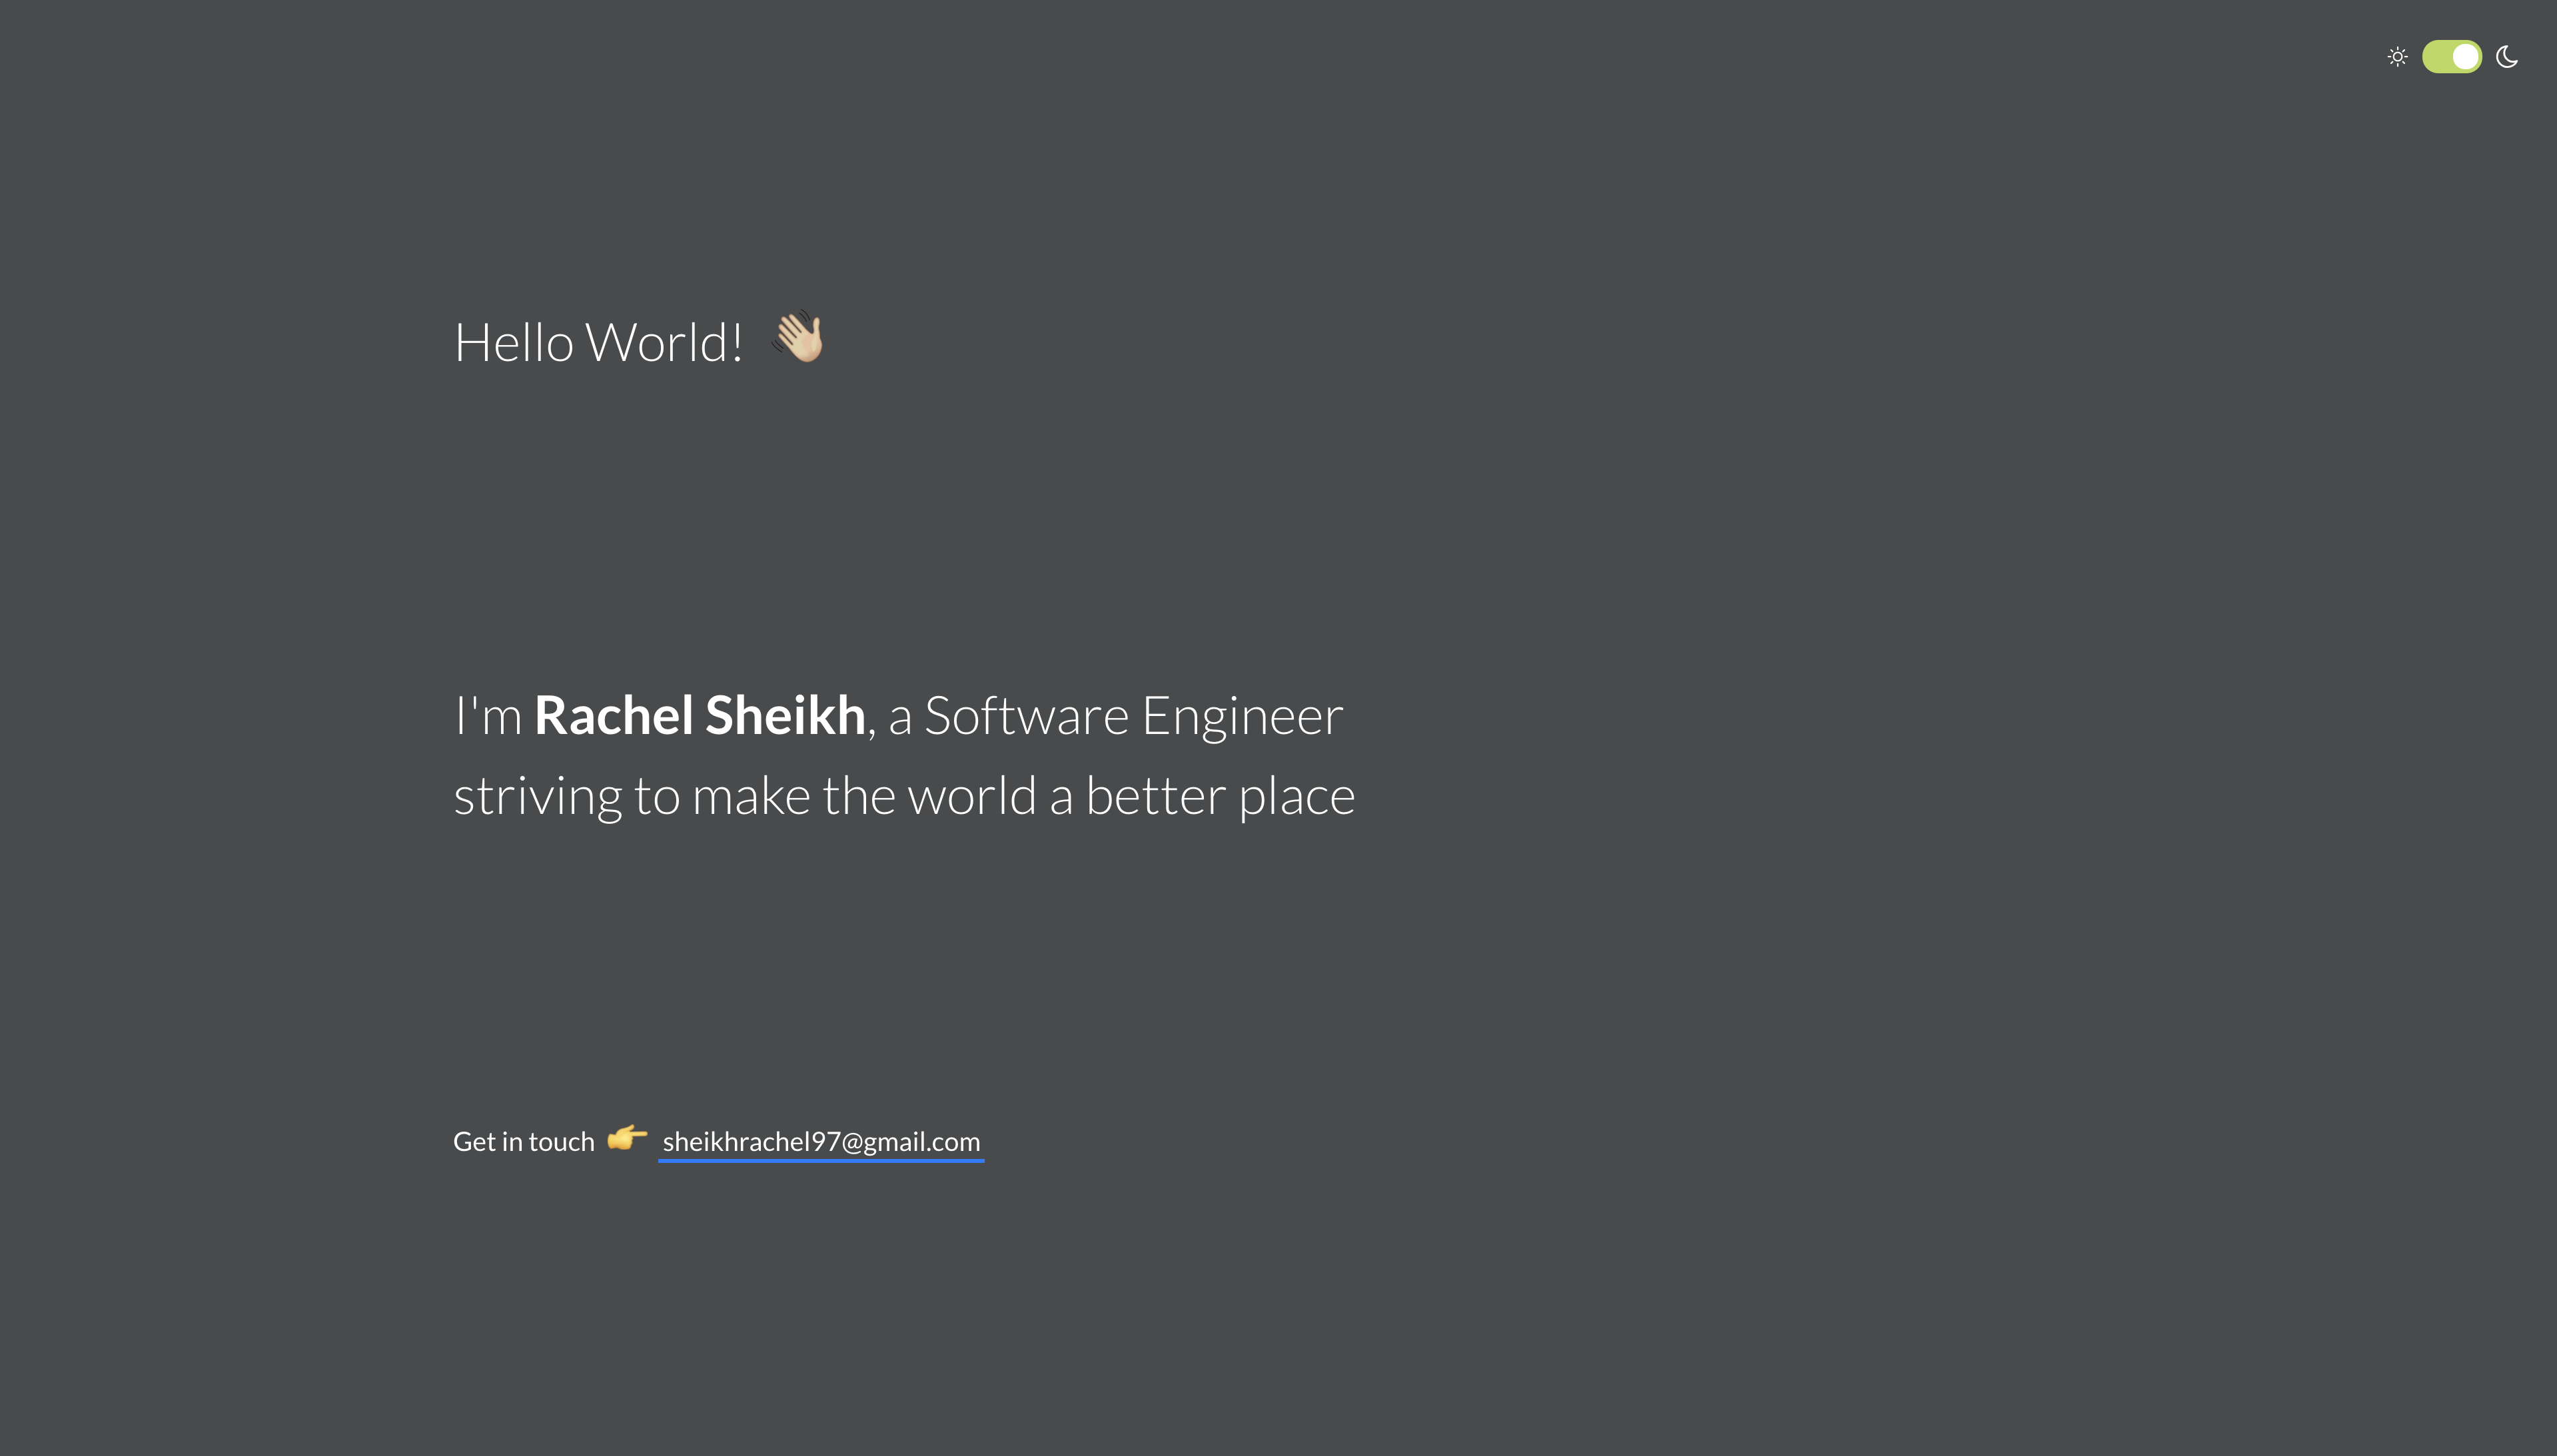 Hello World! 👋🏼
I'm Rachel Sheikh, a Software Engineer
striving to make the world a better place
Get in touch 👉 sheikhrachel97@gmail.com